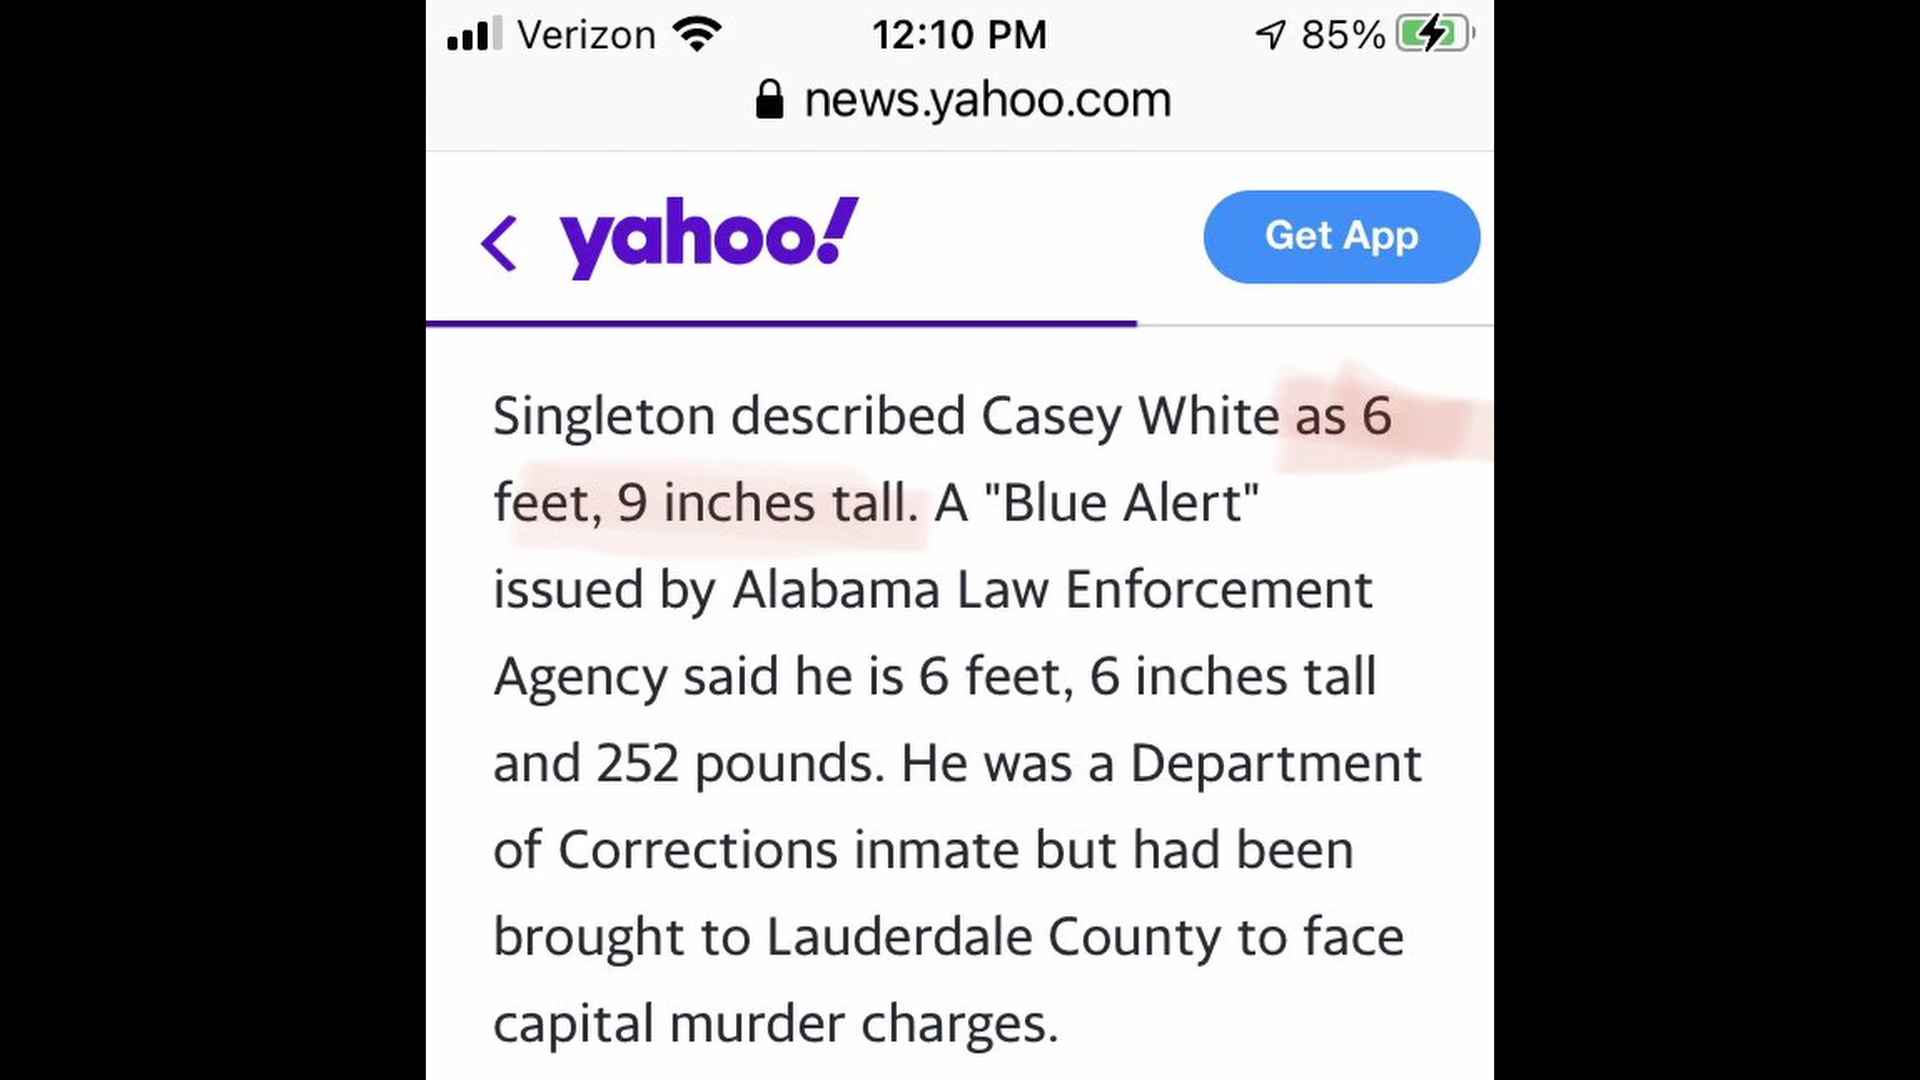 Verizon 12:10 PM 85%
news.yahoo.com
yahoo! Get App
Singleton described Casey White as 6
feet, 9 inches tall. A "Blue Alert"
issued by Alabama Law Enforcement
Agency said he is 6 feet, 6 inches tall
and 252 pounds. He was a Department
of Corrections inmate but had been
brought to Lauderdale County to face
capital murder charges.